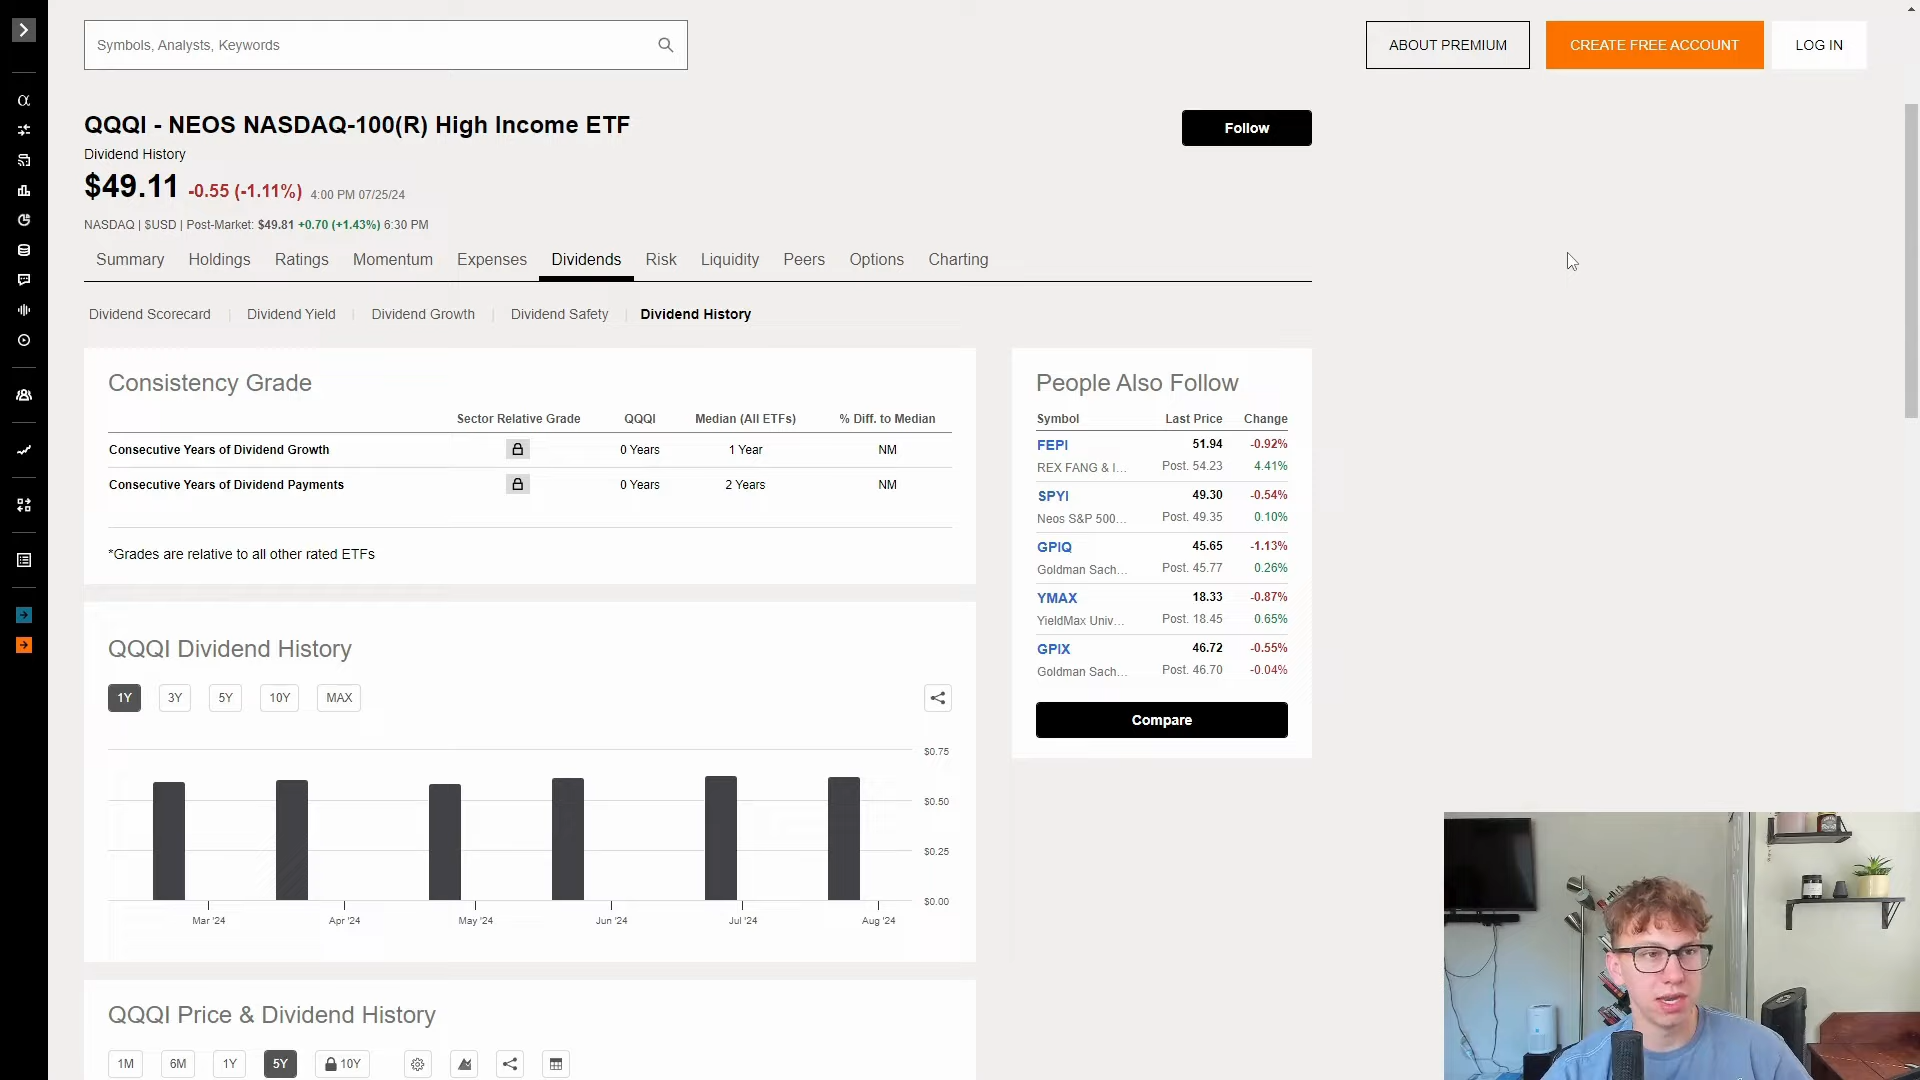 Symbols, Analysts, Keywords
ABOUT PREMIUM
CREATE FREE ACCOUNT
LOG IN
QQQI - NEOS NASDAQ-100(R) High Income ETF
Follow
Dividend History
$49.11 -0.55 (-1.11%) 4:00 PM 07/25/24
NASDAQ | $USD | Post-Market: $49.81 +0.70 (+1.43%) 6:30 PM
Summary Holdings Ratings Momentum Expenses Dividends Risk Liquidity Peers Options Charting
Dividend Scorecard | Dividend Yield | Dividend Growth | Dividend Safety | Dividend History
Consistency Grade
Sector Relative Grade QQQI Median (All ETFs) % Diff. to Median
Consecutive Years of Dividend Growth 0 Years 1 Year NM
Consecutive Years of Dividend Payments 0 Years 2 Years NM
*Grades are relative to all other rated ETFs
People Also Follow
Symbol Last Price Change
FEPI 51.94 -0.92%
REX FANG & I... Post. 54.23 4.41%
SPYI 49.30 -0.54%
Neos S&P 500... Post. 49.35 0.10%
GPIQ 45.65 -1.13%
Goldman Sach... Post. 45.77 0.26%
YMAX 18.33 -0.87%
YieldMax Univ... Post. 18.45 0.65%
GPIX 46.72 -0.55%
Goldman Sach... Post. 46.70 -0.04%
Compare
QQQI Dividend History
1Y 3Y 5Y 10Y MAX
$0.75
$0.50
$0.25
$0.00
Mar '24 Apr '24 May '24 Jun '24 Jul '24 Aug '24
QQQI Price & Dividend History
1M 6M 1Y 5Y 10Y